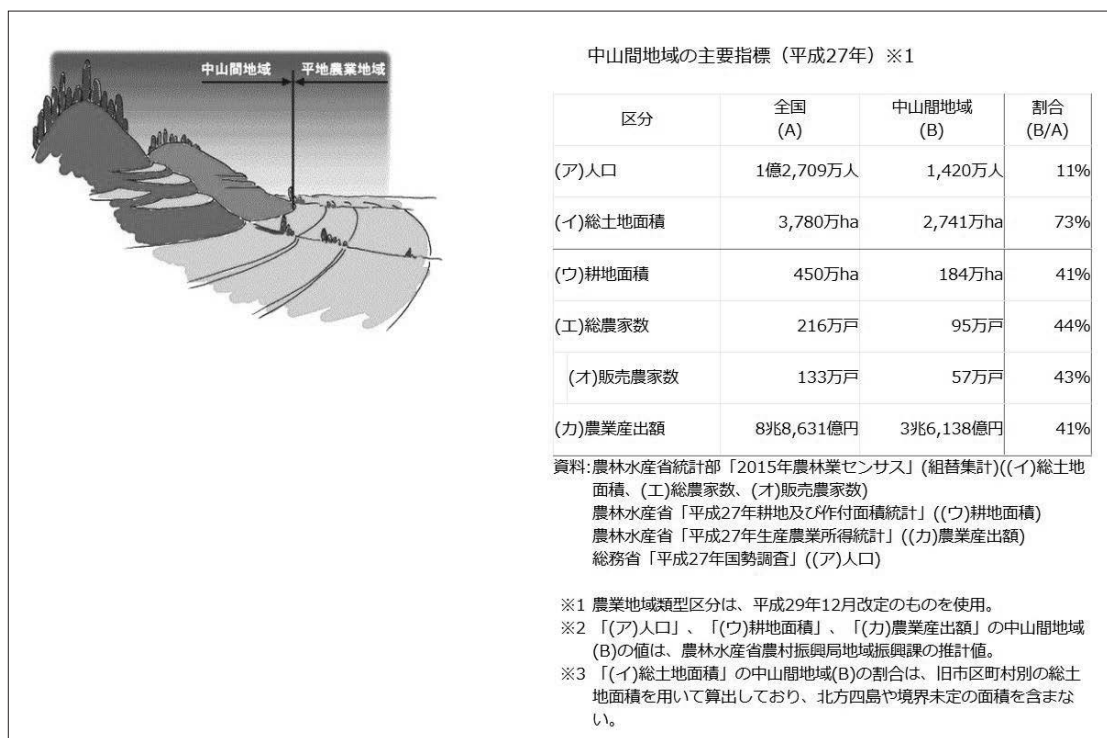 中山間地域 平地農業地域
中山間地域の主要指標（平成27年）※1
区分 全国 中山間地域 割合
(A) (B) (B/A)
(ア)人口 1億2,709万人 1,420万人 11%
(イ)総土地面積 3,780万ha 2,741万ha 73%
(ウ)耕地面積 450万ha 184万ha 41%
(エ)総農家数 216万戸 95万戸 44%
(オ)販売農家数 133万戸 57万戸 43%
(カ)農業産出額 8兆8,631億円 3兆6,138億円 41%
資料:農林水産省統計部「2015年農林業センサス」(組替集計)((イ)総土地
面積、(エ)総農家数、(オ)販売農家数)
農林水産省「平成27年耕地及び作付面積統計」((ウ)耕地面積)
農林水産省「平成27年生産農業所得統計」((カ)農業産出額)
総務省「平成27年国勢調査」((ア)人口)
※1 農業地域類型区分は、平成29年12月改定のものを使用。
※2 「(ア)人口」、「(ウ)耕地面積」、「(カ)農業産出額」の中山間地域
(B)の値は、農林水産省農村振興局地域振興課の推計値。
※3 「(イ)総土地面積」の中山間地域(B)の割合は、旧市区町村別の総土
地面積を用いて算出しており、北方四島や境界未定の面積を含まな
い。